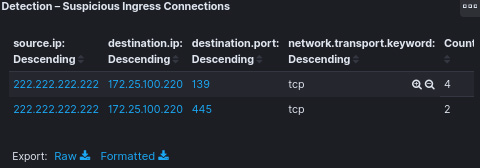 Detection – Suspicious Ingress Connections
source.ip: destination.ip: destination.port: network.transport.keyword: Count
Descending Descending Descending Descending
222.222.222.222 172.25.100.220 139 tcp 4
222.222.222.222 172.25.100.220 445 tcp 2
Export: Raw Formatted